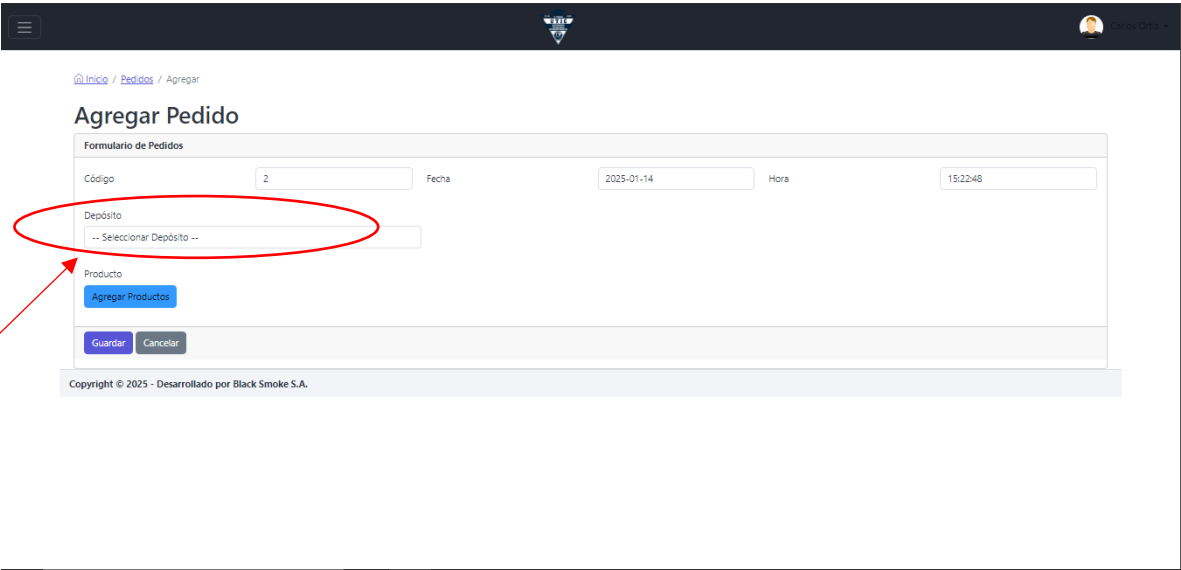 Carlos Ortiz
Inicio / Pedidos / Agregar
Agregar Pedido
Formulario de Pedidos
Código 2 Fecha 2025-01-14 Hora 15:22:48
Depósito
-- Seleccionar Depósito --
Producto
Agregar Productos
Guardar Cancelar
Copyright © 2025 - Desarrollado por Black Smoke S.A.